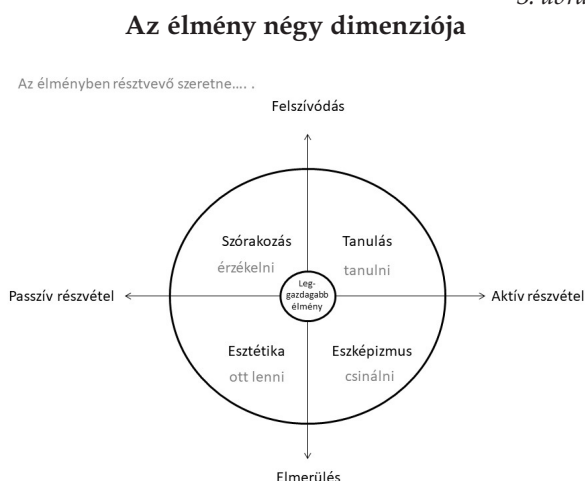 3. ábra
Az élmény négy dimenziója
Az élményben résztvevő szeretne.... .
Felszívódás
Szórakozás
érzékelni
Tanulás
tanulni
Passzív részvétel
Leg-
gazdagabb
élmény
Aktív részvétel
Esztétika
ott lenni
Eszképizmus
csinálni
Elmerülés